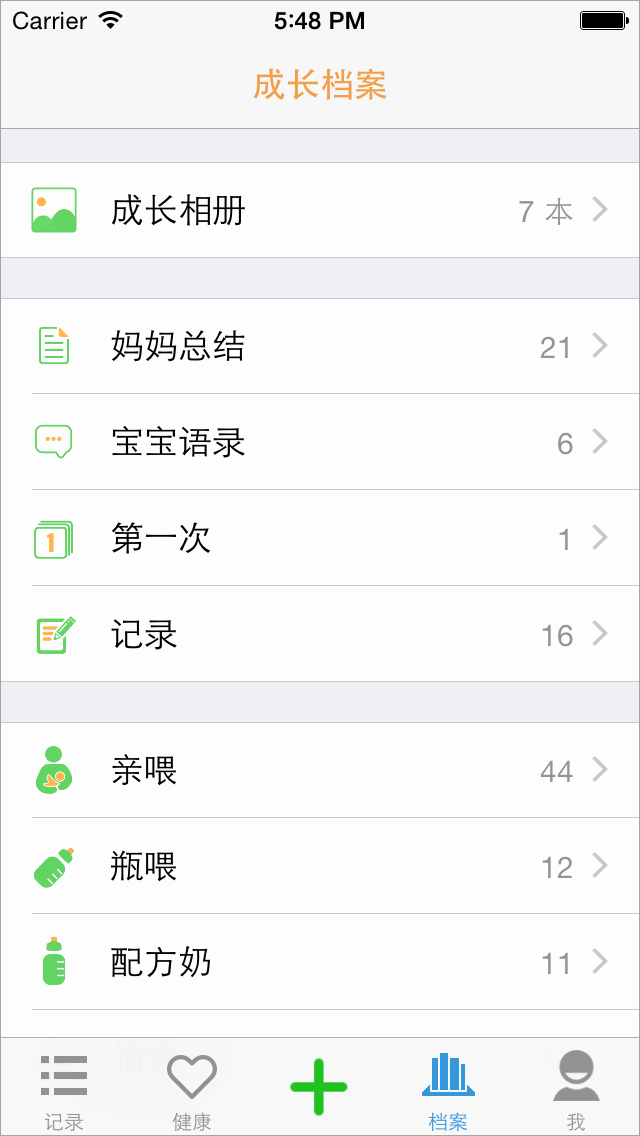 Carrier 5:48 PM
成长档案
成长相册 7 本
妈妈总结 21
宝宝语录 6
1 第一次 1
记录 16
亲喂 44
瓶喂 12
配方奶 11
记录 健康 档案 我